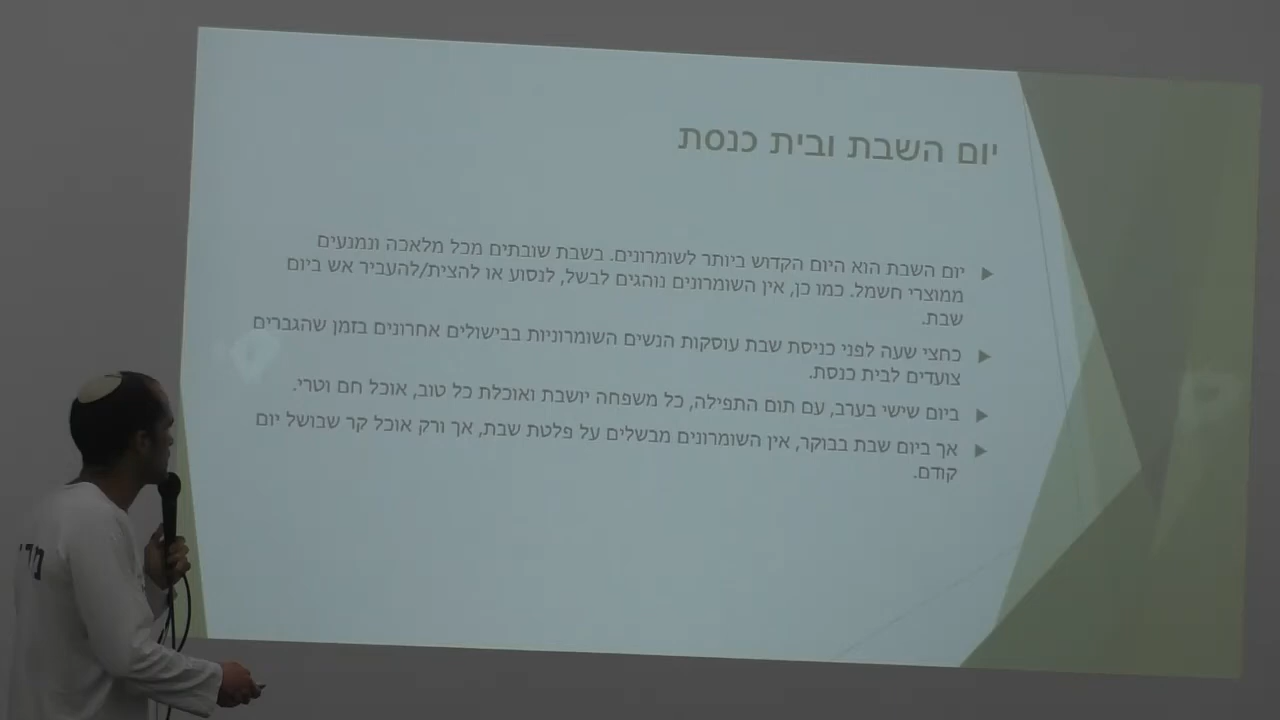 יום השבת ובית כנסת
יום השבת הוא היום הקדוש ביותר לשומרונים. בשבת שובתים מכל מלאכה ונמנעים
ממוצרי חשמל. כמו כן, אין השומרונים נוהגים לבשל, לנסוע או להצית/להעביר אש ביום
שבת.
כחצי שעה לפני כניסת שבת עוסקות הנשים השומרוניות בבישולים אחרונים בזמן שהגברים
צועדים לבית כנסת.
ביום שישי בערב, עם תום התפילה, כל משפחה יושבת ואוכלת כל טוב, אוכל חם וטרי.
אך ביום שבת בבוקר, אין השומרונים מבשלים על פלטת שבת, אך ורק אוכל קר שבושל יום
קודם.